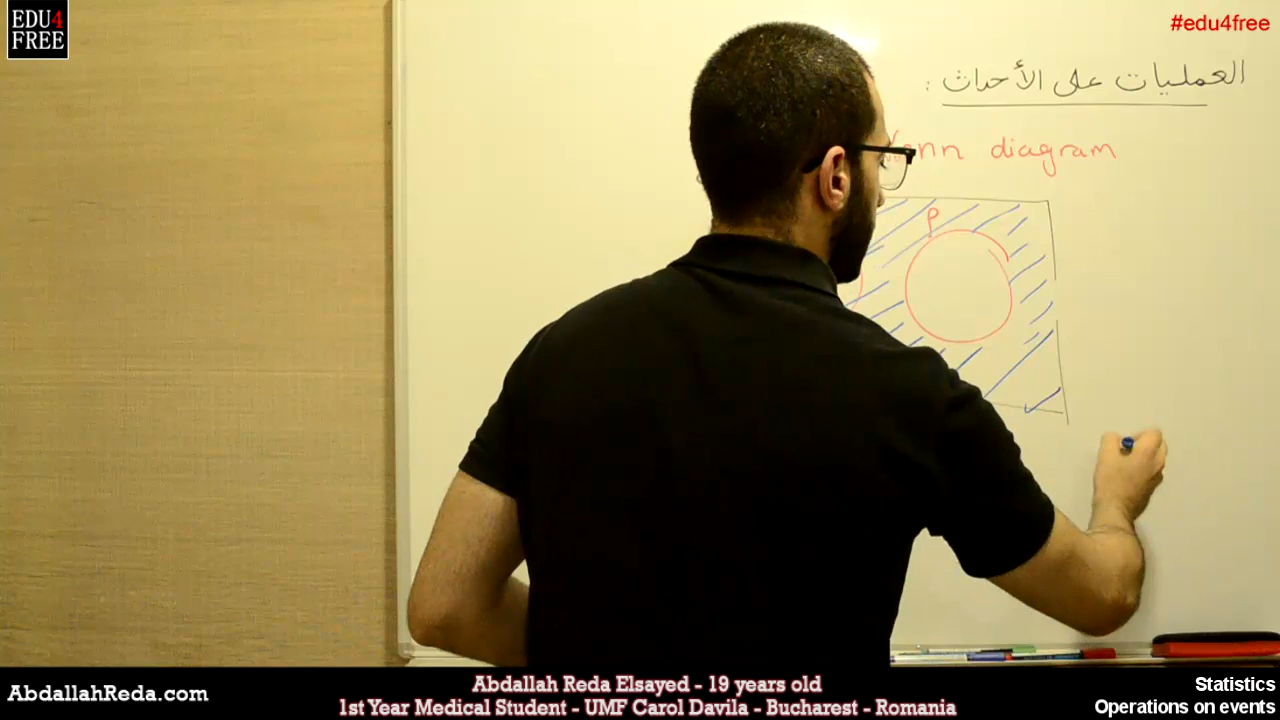 EDU4
FREE
#edu4free
العمليات على الأحداث :
Venn diagram
P
AbdallahReda.com
Abdallah Reda Elsayed - 19 years old
1st Year Medical Student - UMF Carol Davila - Bucharest - Romania
Statistics
Operations on events